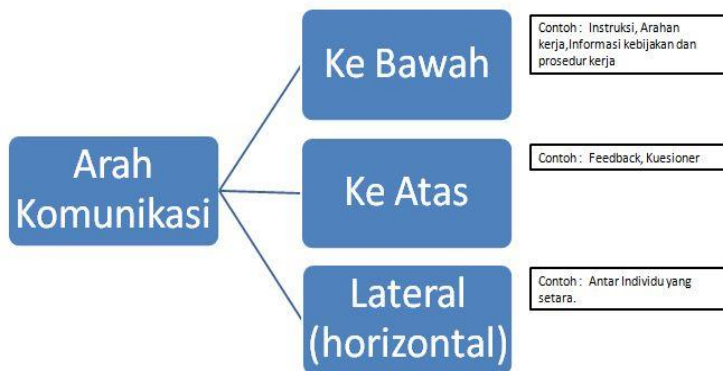 Arah
Komunikasi
Ke Bawah
Contoh : Instruksi, Arahan
kerja,Informasi kebijakan dan
prosedur kerja
Ke Atas
Contoh : Feedback, Kuesioner
Lateral
(horizontal)
Contoh : Antar Individu yang
setara.